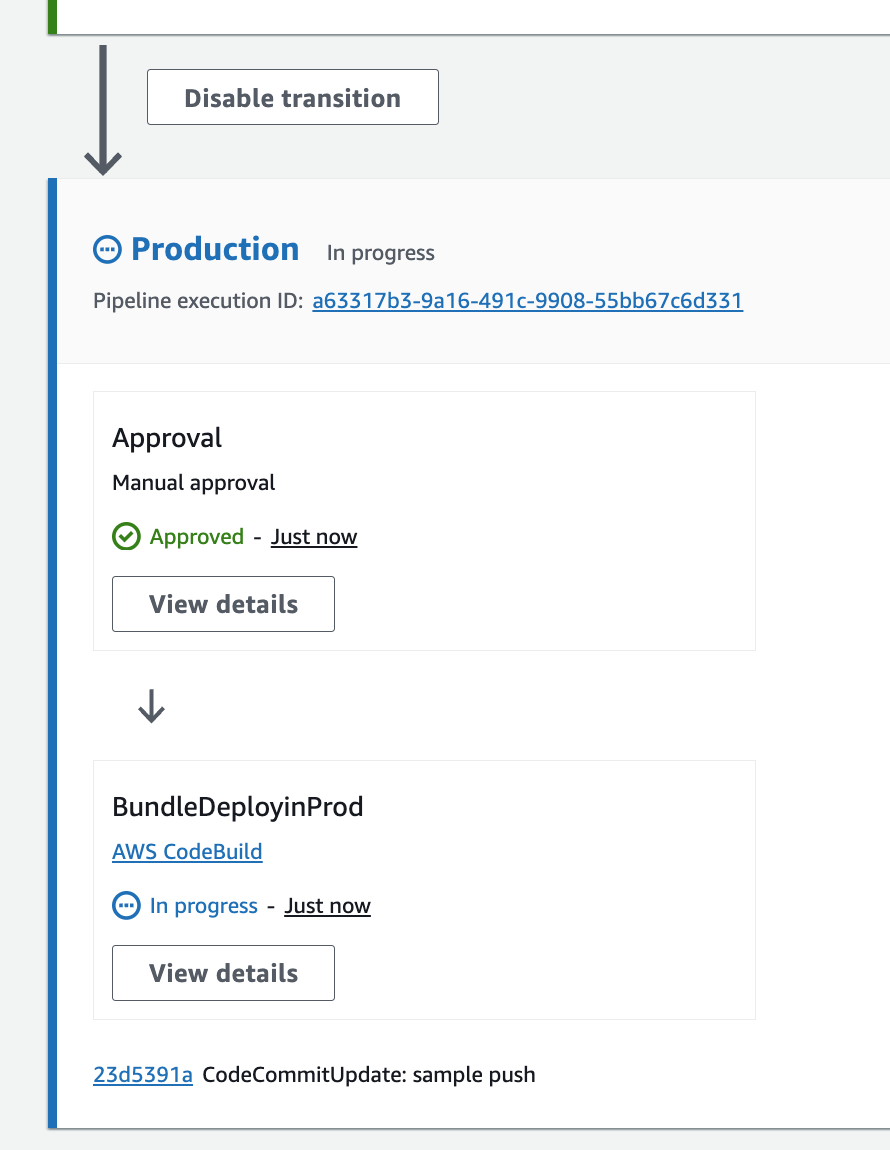 Disable transition
Production In progress
Pipeline execution ID: a63317b3-9a16-491c-9908-55bb67c6d331
Approval
Manual approval
Approved - Just now
View details
BundleDeployinProd
AWS CodeBuild
In progress - Just now
View details
23d5391a CodeCommitUpdate: sample push